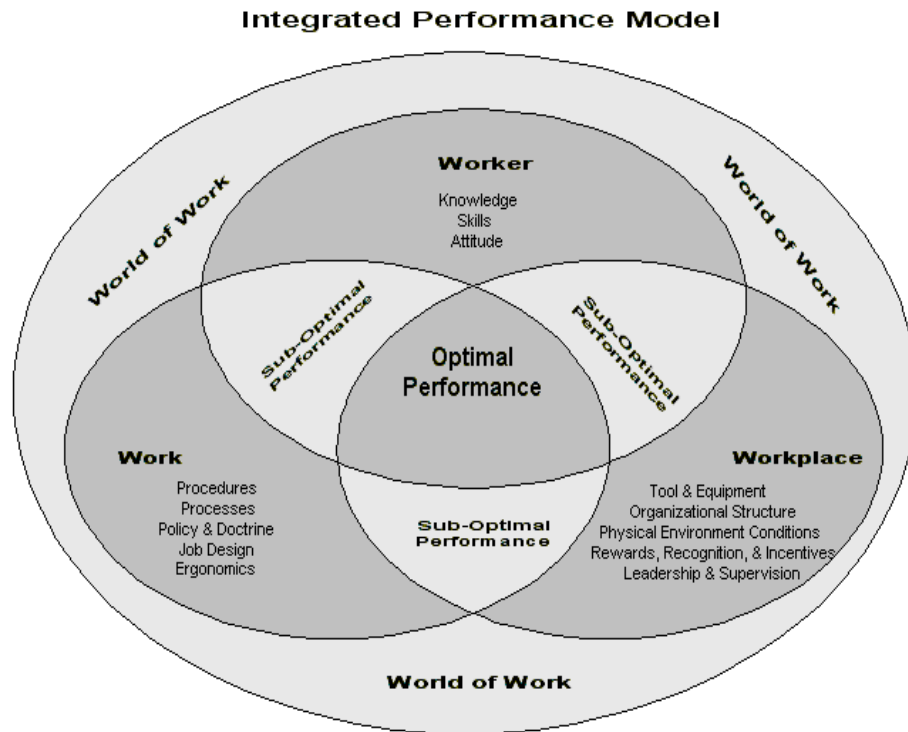 Integrated Performance Model
Worker
Knowledge
Skills
Attitude
World of Work
World of Work
Sub-Optimal
Performance
Sub-Optimal
Performance
Optimal
Performance
Work
Procedures
Processes
Policy & Doctrine
Job Design
Ergonomics
Workplace
Tool & Equipment
Organizational Structure
Physical Environment Conditions
Rewards, Recognition, & Incentives
Leadership & Supervision
Sub-Optimal
Performance
World of Work